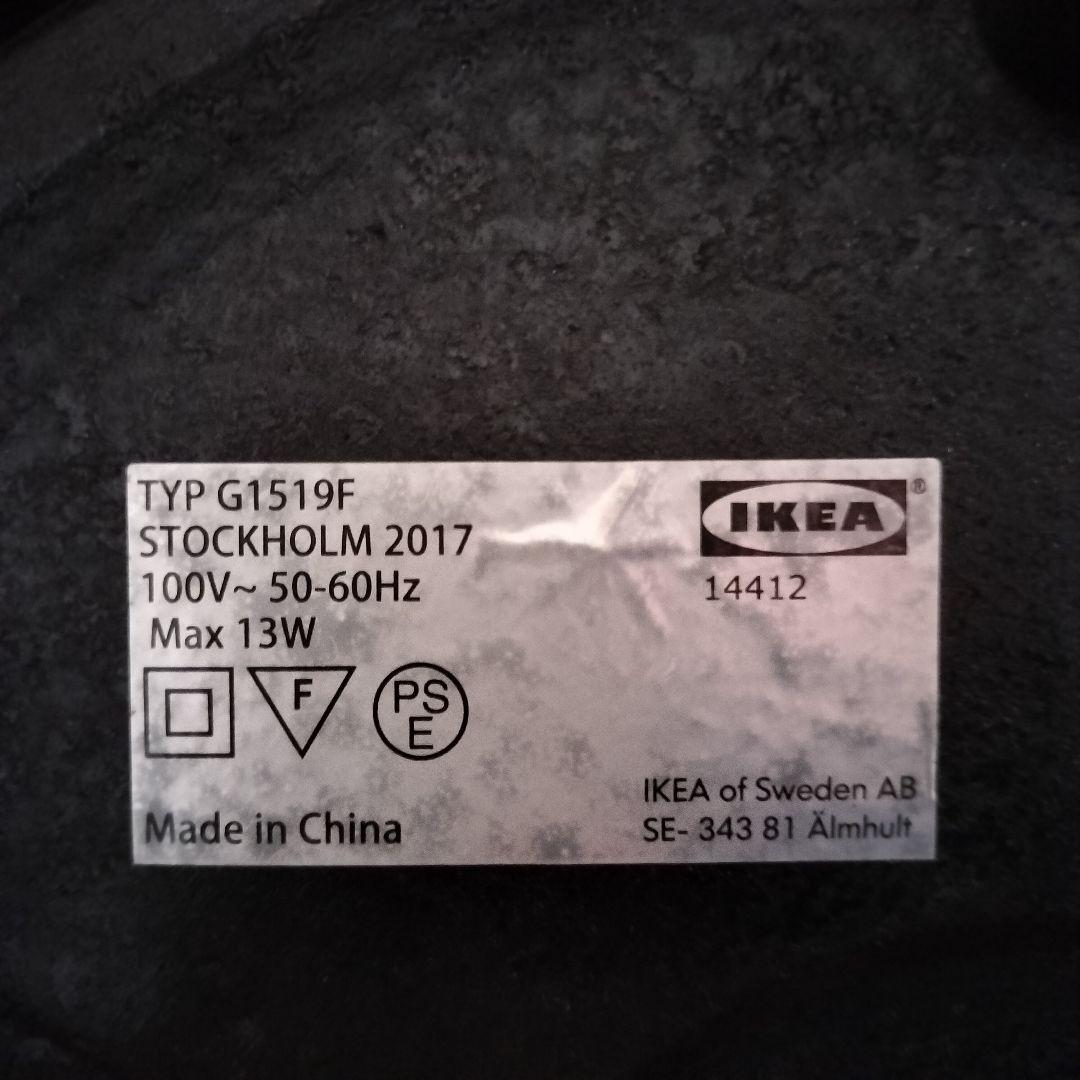 TYP G1519F
STOCKHOLM 2017
100V~ 50-60Hz
Max 13W
F
PS
E
Made in China
IKEA®
14412
IKEA of Sweden AB
SE- 343 81 Älmhult